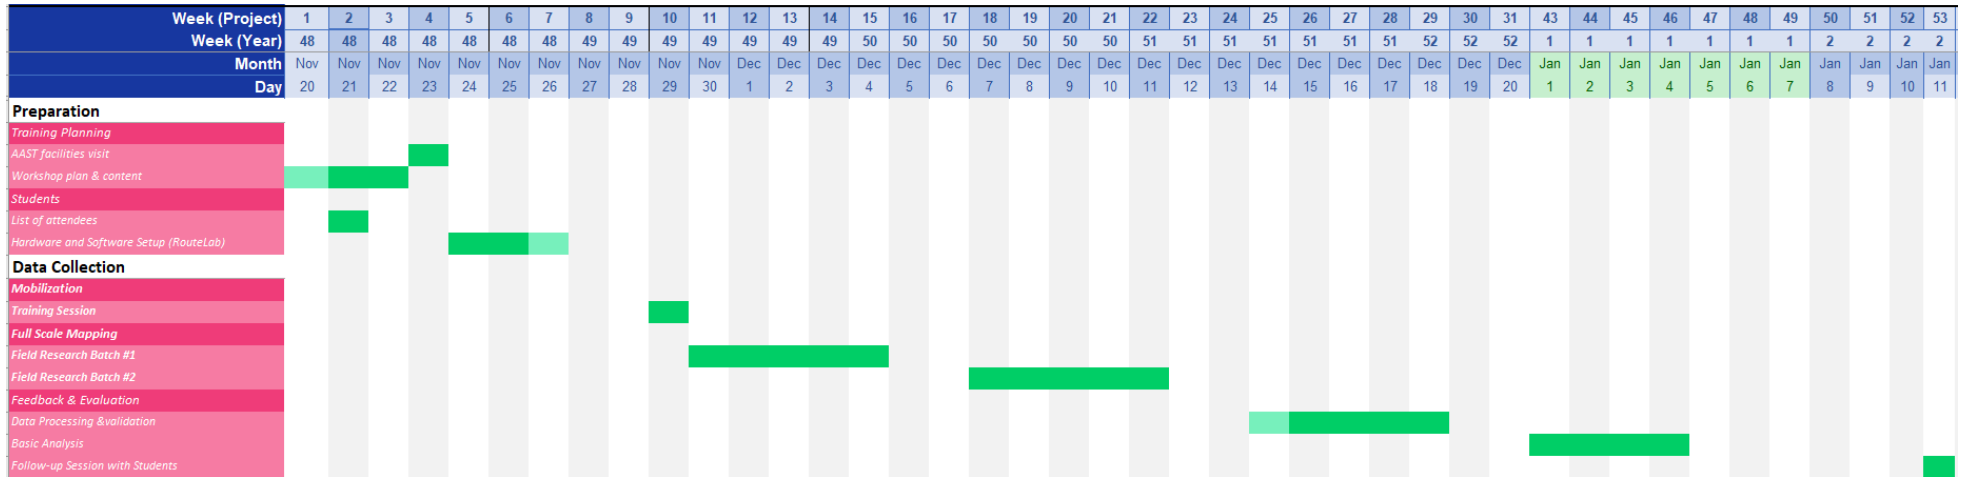 Week (Project) 1 2 3 4 5 6 7 8 9 10 11 12 13 14 15 16 17 18 19 20 21 22 23 24 25 26 27 28 29 30 31 43 44 45 46 47 48 49 50 51 52 53
Week (Year) 48 48 48 48 48 48 48 49 49 49 49 49 49 49 50 50 50 50 50 50 50 51 51 51 51 51 51 51 52 52 52 1 1 1 1 1 1 1 2 2 2 2
Month Nov Nov Nov Nov Nov Nov Nov Nov Nov Nov Nov Dec Dec Dec Dec Dec Dec Dec Dec Dec Dec Dec Dec Dec Dec Dec Dec Dec Dec Dec Dec Jan Jan Jan Jan Jan Jan Jan Jan Jan Jan Jan
Day 20 21 22 23 24 25 26 27 28 29 30 1 2 3 4 5 6 7 8 9 10 11 12 13 14 15 16 17 18 19 20 1 2 3 4 5 6 7 8 9 10 11
Preparation
Training Planning
AAST facilities visit
Workshop plan & content
Students
List of attendees
Hardware and Software Setup (RouteLab)
Data Collection
Mobilization
Training Session
Full Scale Mapping
Field Research Batch #1
Field Research Batch #2
Feedback & Evaluation
Data Processing &validation
Basic Analysis
Follow-up Session with Students